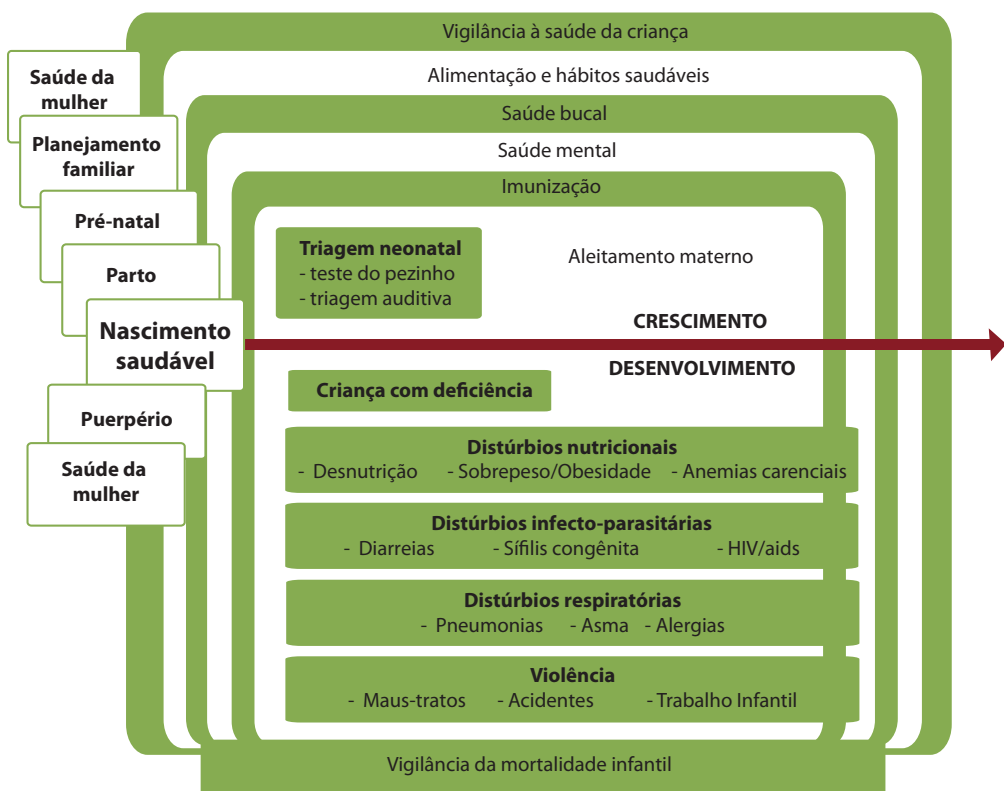 Vigilância à saúde da criança
Alimentação e hábitos saudáveis
Saúde bucal
Saúde mental
Imunização
Saúde da
mulher
Planejamento
familiar
Pré-natal
Parto
Nascimento
saudável
Puerpério
Saúde da
mulher
Triagem neonatal
- teste do pezinho
- triagem auditiva
Aleitamento materno
CRESCIMENTO
DESENVOLVIMENTO
Criança com deficiência
Distúrbios nutricionais
- Desnutrição - Sobrepeso/Obesidade - Anemias carenciais
Distúrbios infecto-parasitárias
- Diarreias - Sífilis congênita - HIV/aids
Distúrbios respiratórias
- Pneumonias - Asma - Alergias
Violência
- Maus-tratos - Acidentes - Trabalho Infantil
Vigilância da mortalidade infantil